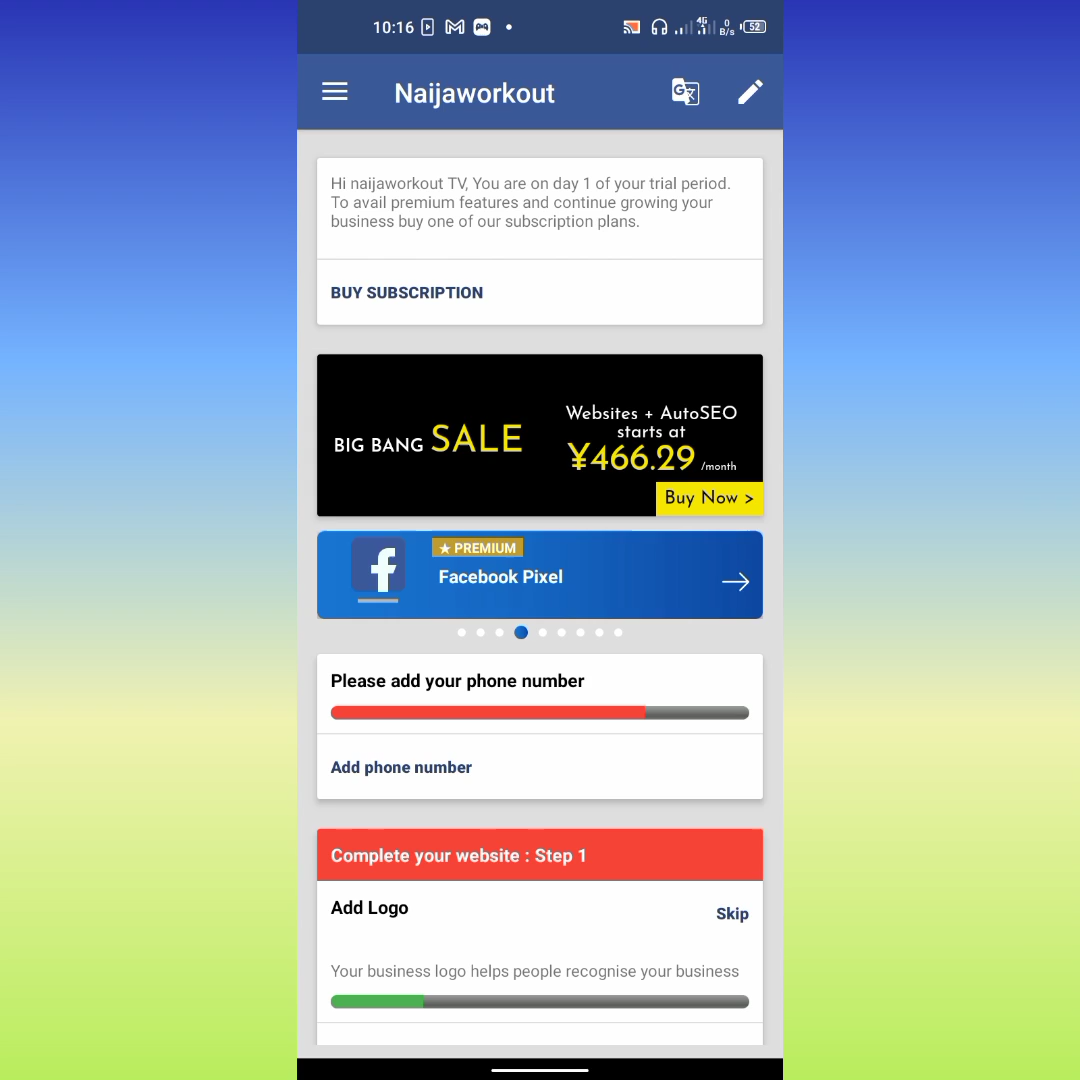 10:16
4G
0
B/s
52
Naijaworkout
Hi naijaworkout TV, You are on day 1 of your trial period.
To avail premium features and continue growing your
business buy one of our subscription plans.
BUY SUBSCRIPTION
BIG BANG SALE
Websites + AutoSEO
starts at
¥466.29 /month
Buy Now >
★ PREMIUM
Facebook Pixel
Please add your phone number
Add phone number
Complete your website : Step 1
Add Logo
Skip
Your business logo helps people recognise your business